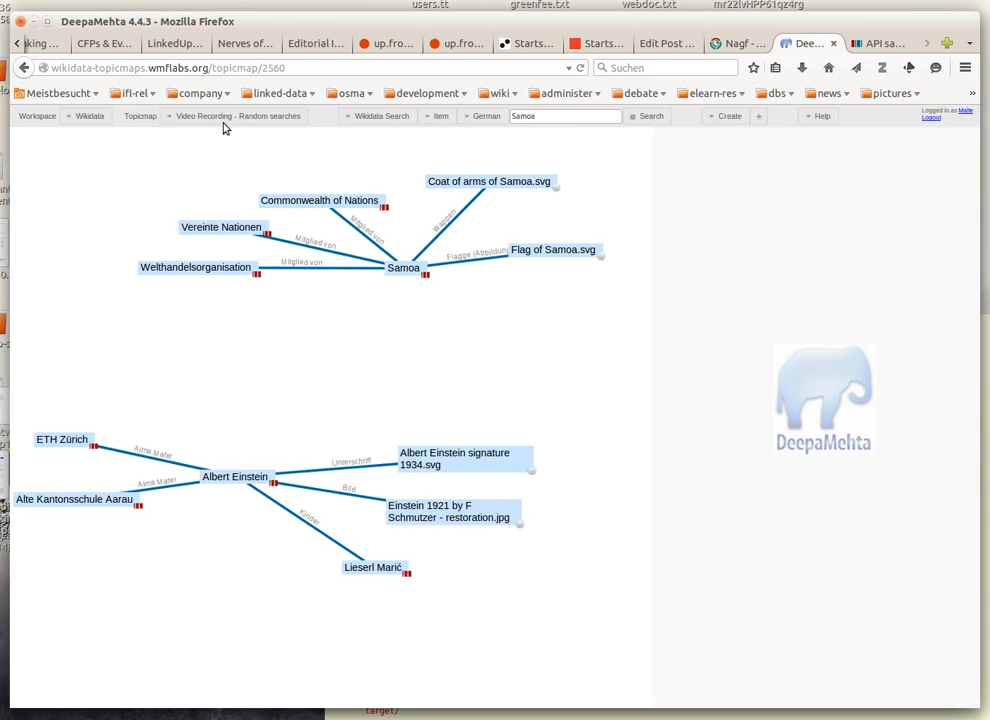 users.tt
greenfee.txt
webdoc.txt
DeepaMehta 4.4.3 - Mozilla Firefox
aking ...
CFPs & Ev...
LinkedUp...
Nerves of...
Editorial I...
up.fro...
up.fro...
Starts...
Starts...
Edit Post ...
Nagf - ...
Dee...
API sa...
wikidata-topicmaps.wmflabs.org/topicmap/2560
Suchen
Meistbesucht
ifl-rel
company
linked-data
osma
development
wiki
administer
debate
elearn-res
dbs
news
pictures
Workspace
Wikidata
Topicmap
Video Recording - Random searches
Wikidata Search
Item
German
Samoa
Search
Create
+
Help
Logged in as Malte
Logout
Coat of arms of Samoa.svg
Commonwealth of Nations
Wappen
Vereinte Nationen
Mitglied von
Mitglied von
Flagge (Abbildung
Flag of Samoa.svg
Welthandelsorganisation
Mitglied von
Samoa
DeepaMehta
ETH Zürich
Alma Mater
Albert Einstein signature
1934.svg
Unterschrift
Albert Einstein
Alma Mater
Bild
Alte Kantonsschule Aarau
Einstein 1921 by F
Schmutzer - restoration.jpg
Kinder
Lieserl Marić
target/